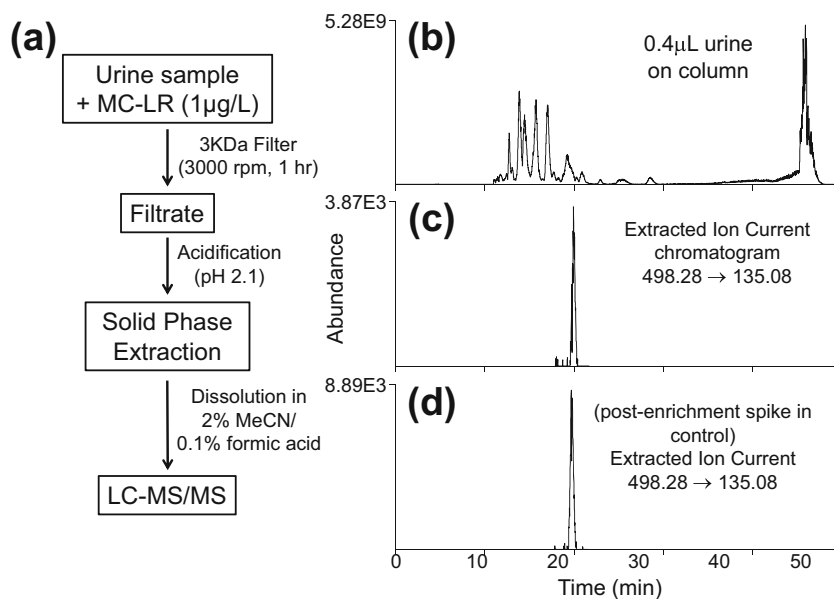 (a)
Urine sample
+ MC-LR (1µg/L)
3KDa Filter
(3000 rpm, 1 hr)
Filtrate
Acidification
(pH 2.1)
Solid Phase
Extraction
Dissolution in
2% MeCN/
0.1% formic acid
LC-MS/MS
Abundance
5.28E9
(b)
0.4µL urine
on column
3.87E3
(c)
Extracted Ion Current
chromatogram
498.28 → 135.08
8.89E3
(d)
(post-enrichment spike in
control)
Extracted Ion Current
498.28 → 135.08
0 10 20 30 40 50
Time (min)